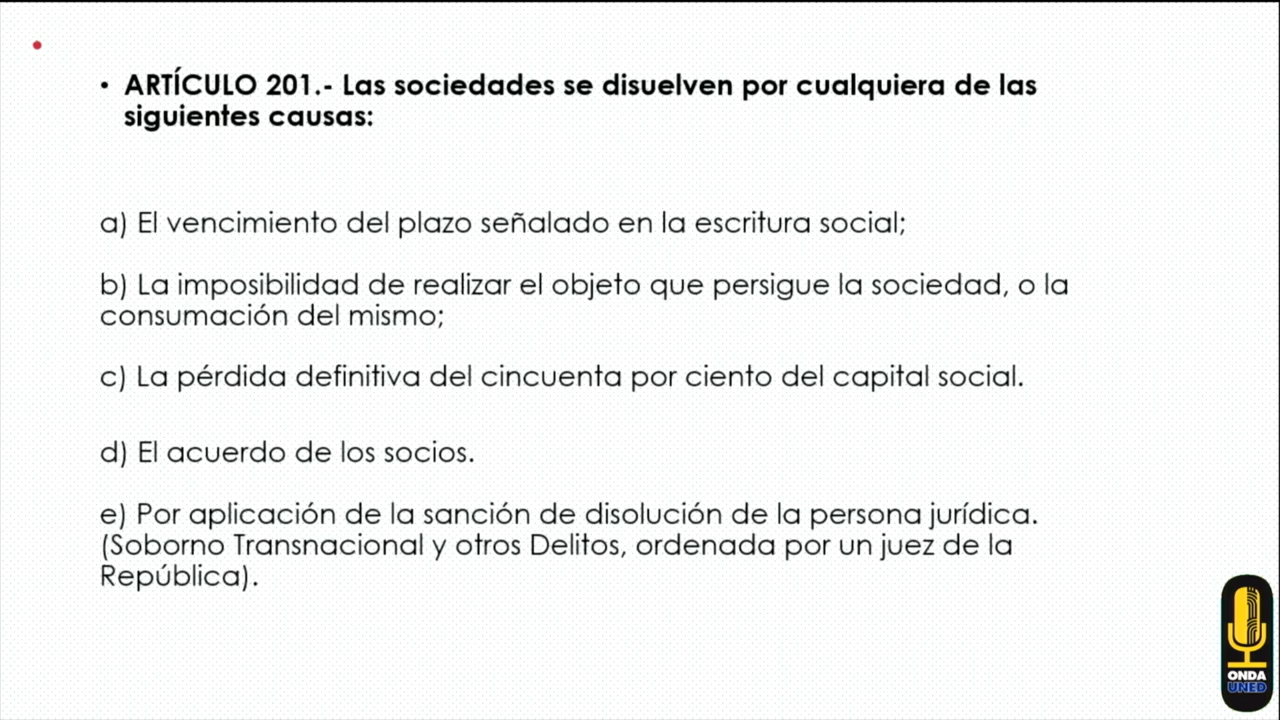 • ARTÍCULO 201.- Las sociedades se disuelven por cualquiera de las
siguientes causas:
a) El vencimiento del plazo señalado en la escritura social;
b) La imposibilidad de realizar el objeto que persigue la sociedad, o la
consumación del mismo;
c) La pérdida definitiva del cincuenta por ciento del capital social.
d) El acuerdo de los socios.
e) Por aplicación de la sanción de disolución de la persona jurídica.
(Soborno Transnacional y otros Delitos, ordenada por un juez de la
República).
ONDA
UNED